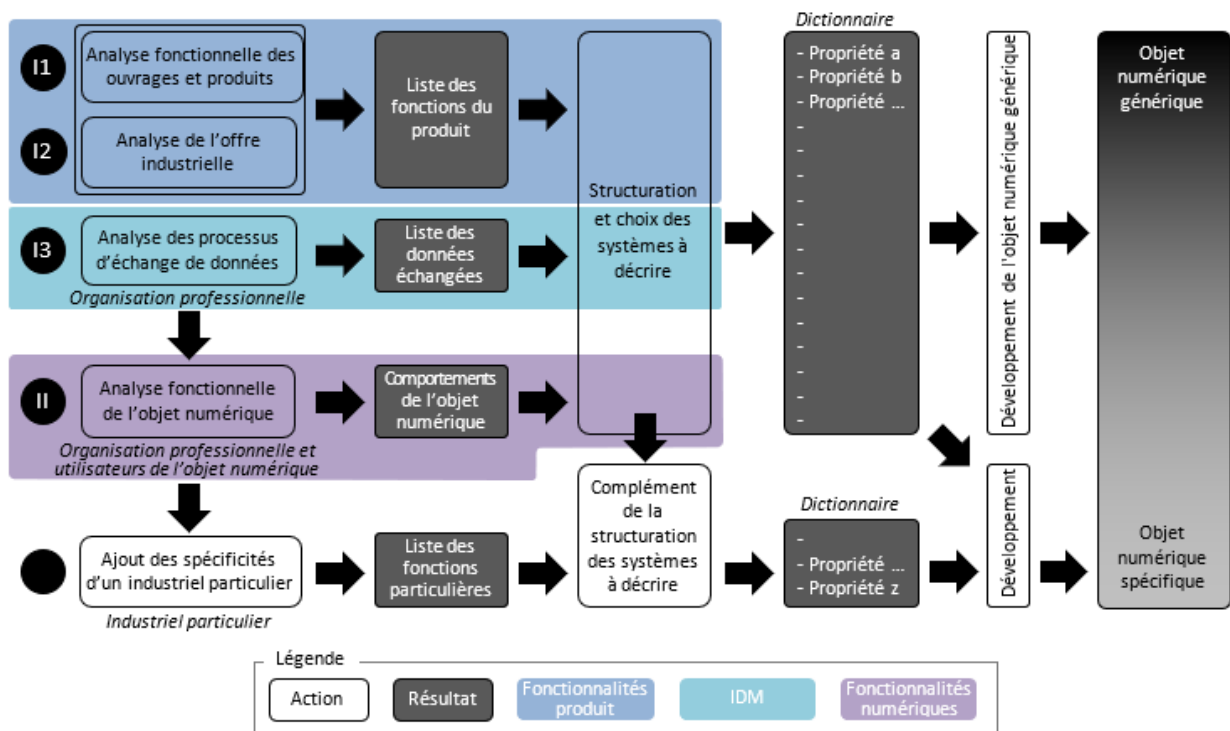 I1
Analyse fonctionnelle des
ouvrages et produits
I2
Analyse de l'offre
industrielle
Liste des
fonctions du
produit
I3
Analyse des processus
d'échange de données
Organisation professionnelle
Liste des
données
échangées
Structuration
et choix des
systèmes à
décrire
II
Analyse fonctionnelle
de l'objet numérique
Organisation professionnelle et
utilisateurs de l'objet numérique
Comportements
de l'objet
numérique
Ajout des spécificités
d'un industriel particulier
Industriel particulier
Liste des
fonctions
particulières
Complément
de la
structuration
des systèmes
à décrire
Dictionnaire
- Propriété a
- Propriété b
- Propriété ...
-
-
-
-
-
-
-
-
-
-
-
-
-
Dictionnaire
-
- Propriété ...
- Propriété z
Développement de l'objet numérique générique
Développement
Objet
numérique
générique
Objet
numérique
spécifique
Légende
Action
Résultat
Fonctionnalités
produit
IDM
Fonctionnalités
numériques